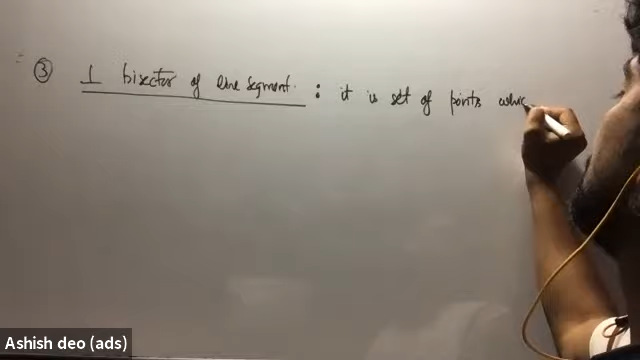 ③ ⊥ bisector of line segment. : it is set of points whic
Ashish deo (ads)